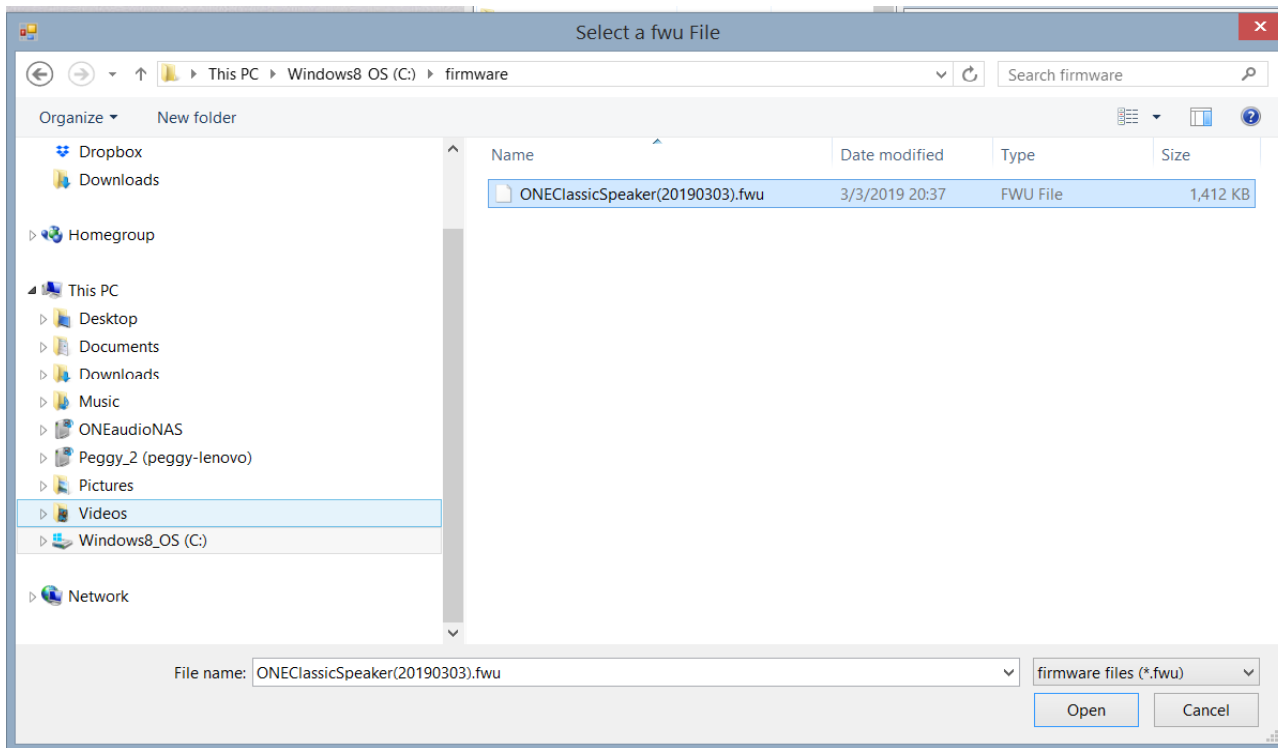 Select a fwu File
This PC Windows8_OS (C:) firmware
Search firmware
Organize New folder
Dropbox
Downloads
Homegroup
This PC
Desktop
Documents
Downloads
Music
ONEaudioNAS
Peggy_2 (peggy-lenovo)
Pictures
Videos
Windows8_OS (C:)
Network
Name Date modified Type Size
ONEClassicSpeaker(20190303).fwu 3/3/2019 20:37 FWU File 1,412 KB
File name: ONEClassicSpeaker(20190303).fwu firmware files (*.fwu)
Open Cancel